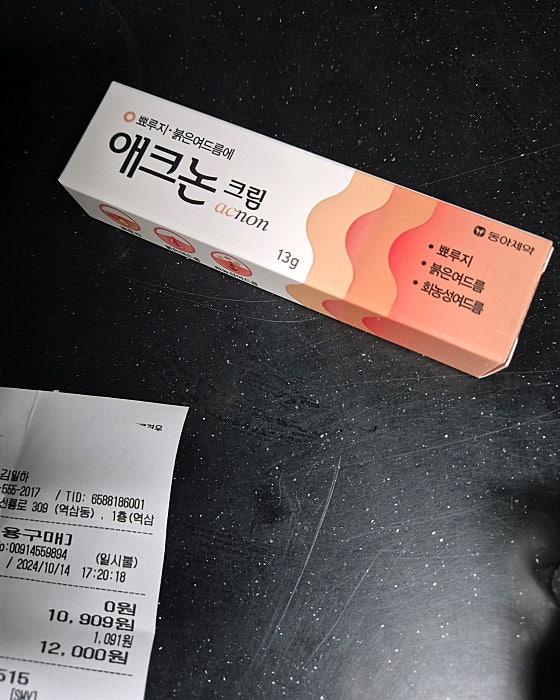 뾰루지·붉은여드름에
애크논 크림
acnon
13g
동아제약
• 뾰루지
• 붉은여드름
• 화농성여드름
김일하
-555-2017 / TID: 6588186001
선릉로 309 (역삼동) , 1층(역삼
용구매]
o:00914559894 (일시불)
/ 2024/10/14 17:20:18
0원
10,909원
1,091원
12,000원
515
[SWY]